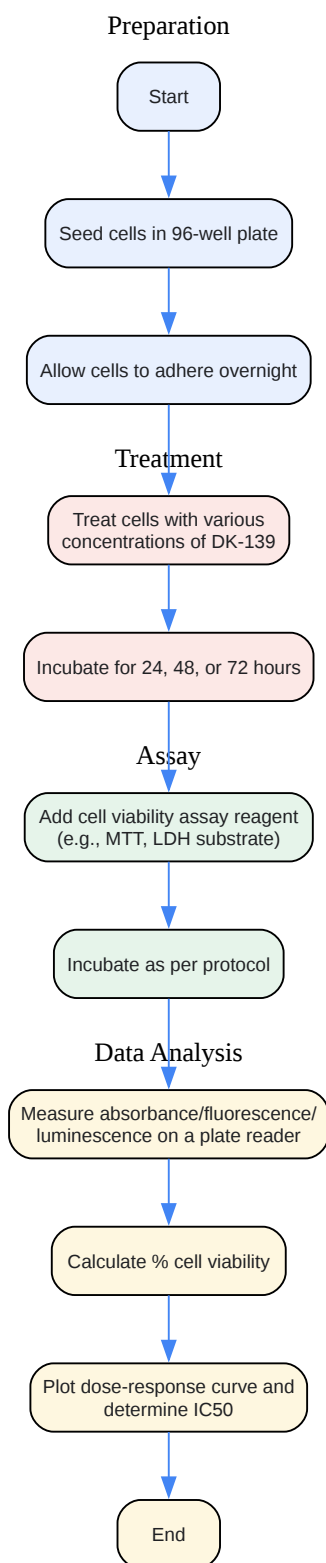 Preparation
Start
Seed cells in 96-well plate
Allow cells to adhere overnight
Treatment
Treat cells with various
concentrations of DK-139
Incubate for 24, 48, or 72 hours
Assay
Add cell viability assay reagent
(e.g., MTT, LDH substrate)
Incubate as per protocol
Data Analysis
Measure absorbance/fluorescence/
luminescence on a plate reader
Calculate % cell viability
Plot dose-response curve and
determine IC50
End